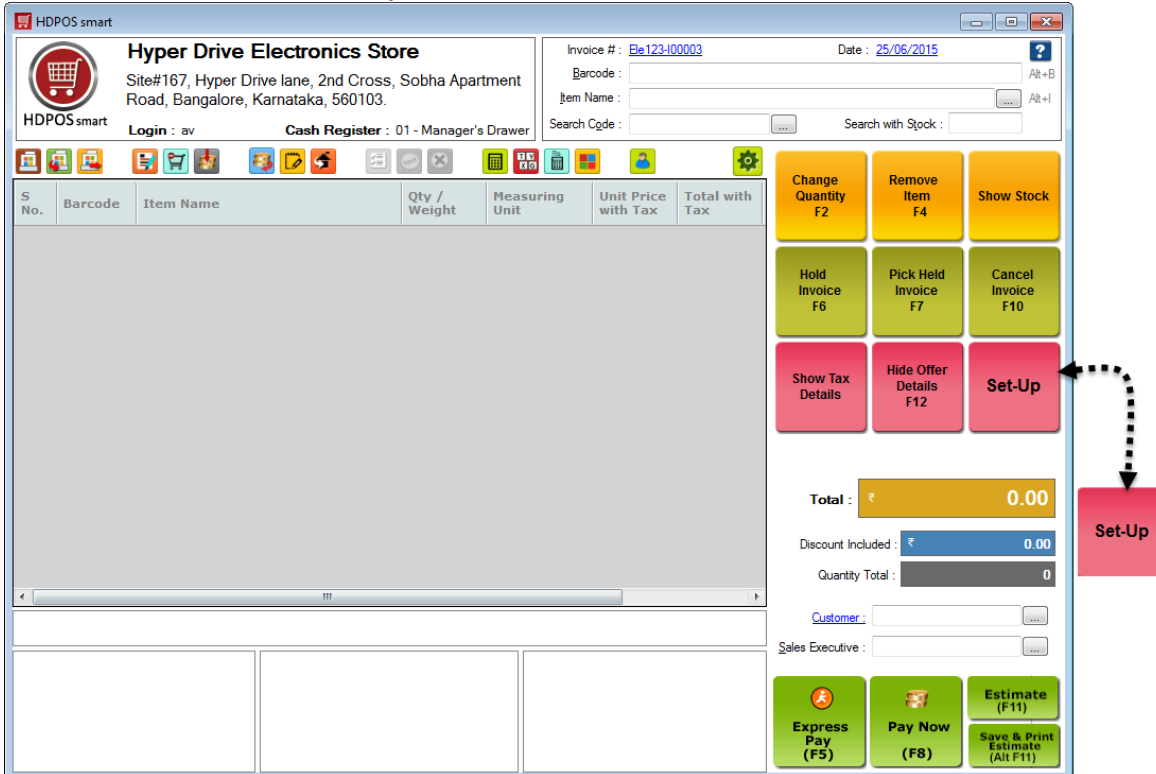 HDPOS smart
Hyper Drive Electronics Store
Site#167, Hyper Drive lane, 2nd Cross, Sobha Apartment
Road, Bangalore, Karnataka, 560103.
HDPOS smart
Login : av Cash Register : 01 - Manager's Drawer
Invoice # : Ele123-I00003 Date : 25/06/2015 ?
Barcode : Alt+B
Item Name : ... Alt+I
Search Code : ... Search with Stock :
S No. Barcode Item Name Qty / Weight Measuring Unit Unit Price with Tax Total with Tax
Change Quantity F2
Remove Item F4
Show Stock
Hold Invoice F6
Pick Held Invoice F7
Cancel Invoice F10
Show Tax Details
Hide Offer Details F12
Set-Up
Total : ₹ 0.00
Set-Up
Discount Included : ₹ 0.00
Quantity Total : 0
Customer : ...
Sales Executive : ...
Express Pay (F5)
Pay Now (F8)
Estimate (F11)
Save & Print Estimate (Alt F11)